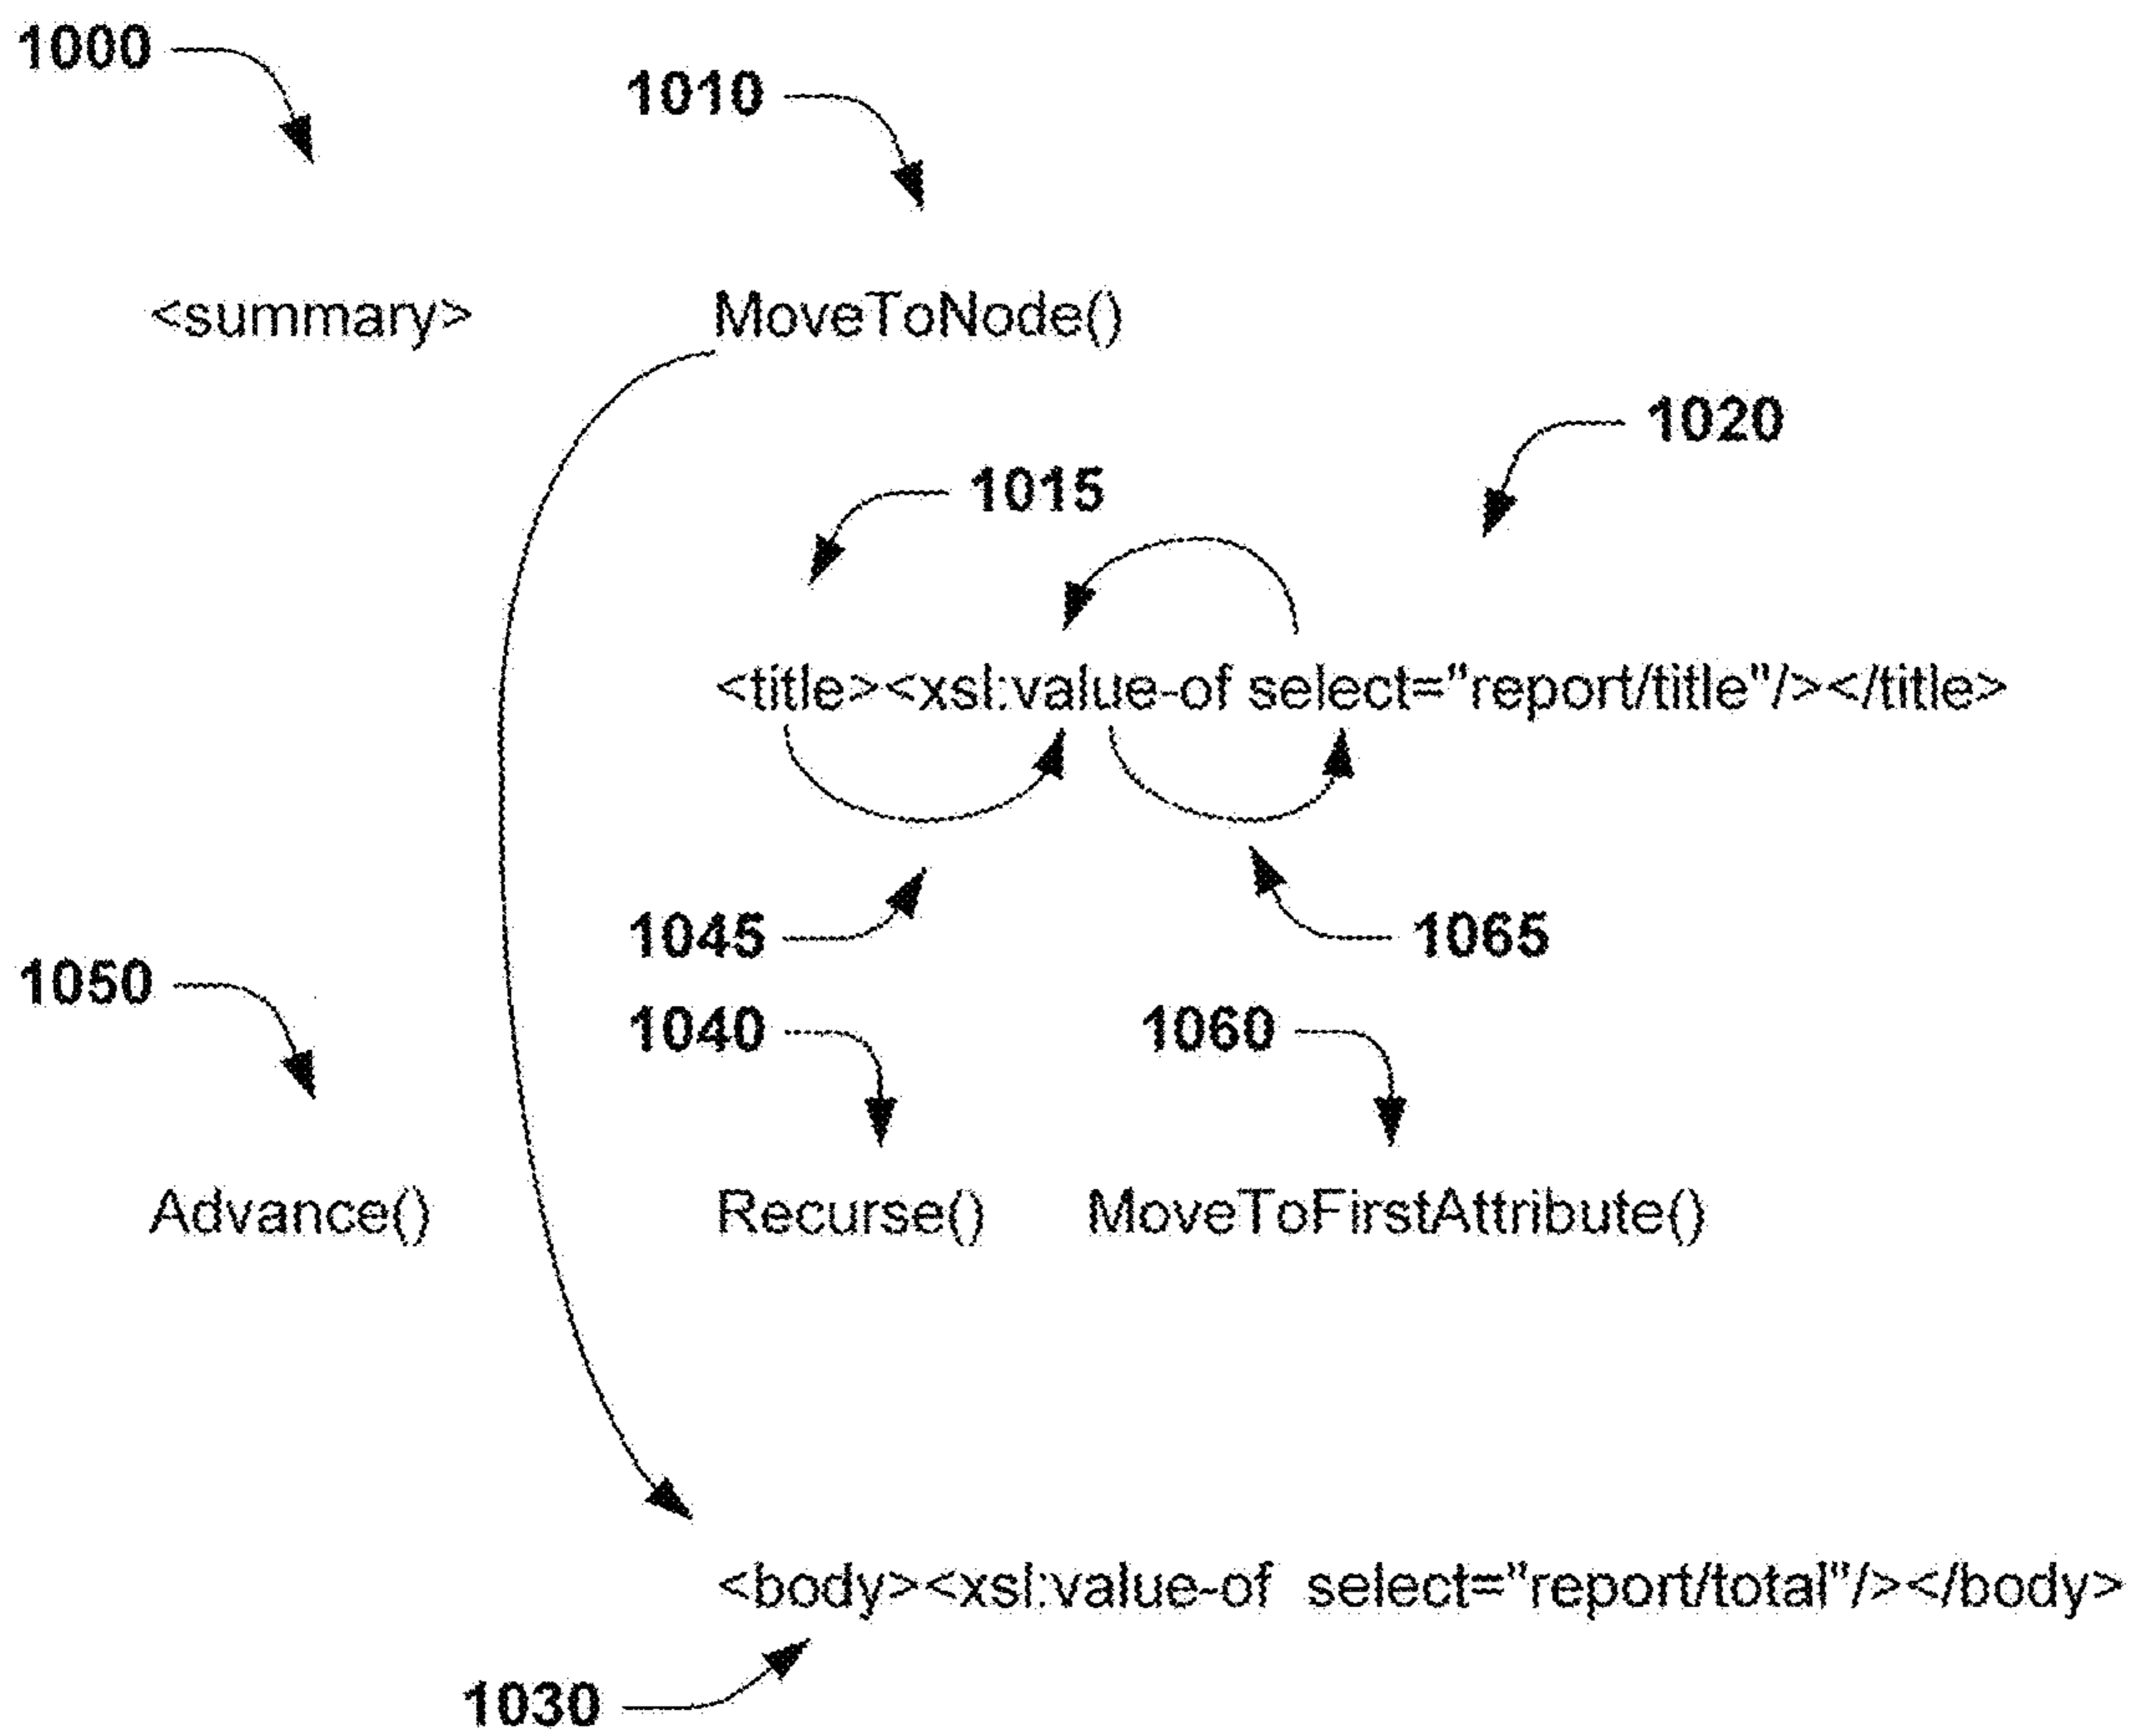 1000
1010
<summary> MoveToNode()
1020
1015
<title><xsl:value-of select="report/title"/></title>
1045 1065
1050
1040 1060
Advance() Recurse() MoveToFirstAttribute()
<body><xsl:value-of select="report/total"/></body>
1030